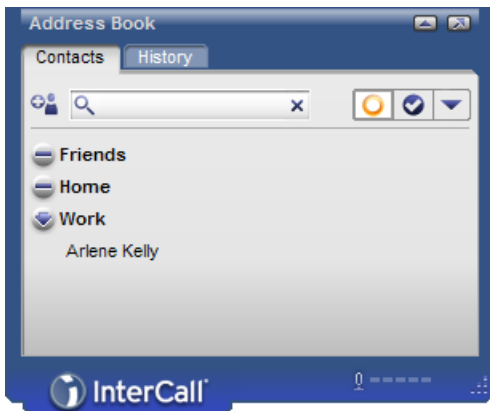 Address Book
Contacts History
Friends
Home
Work
Arlene Kelly
InterCall